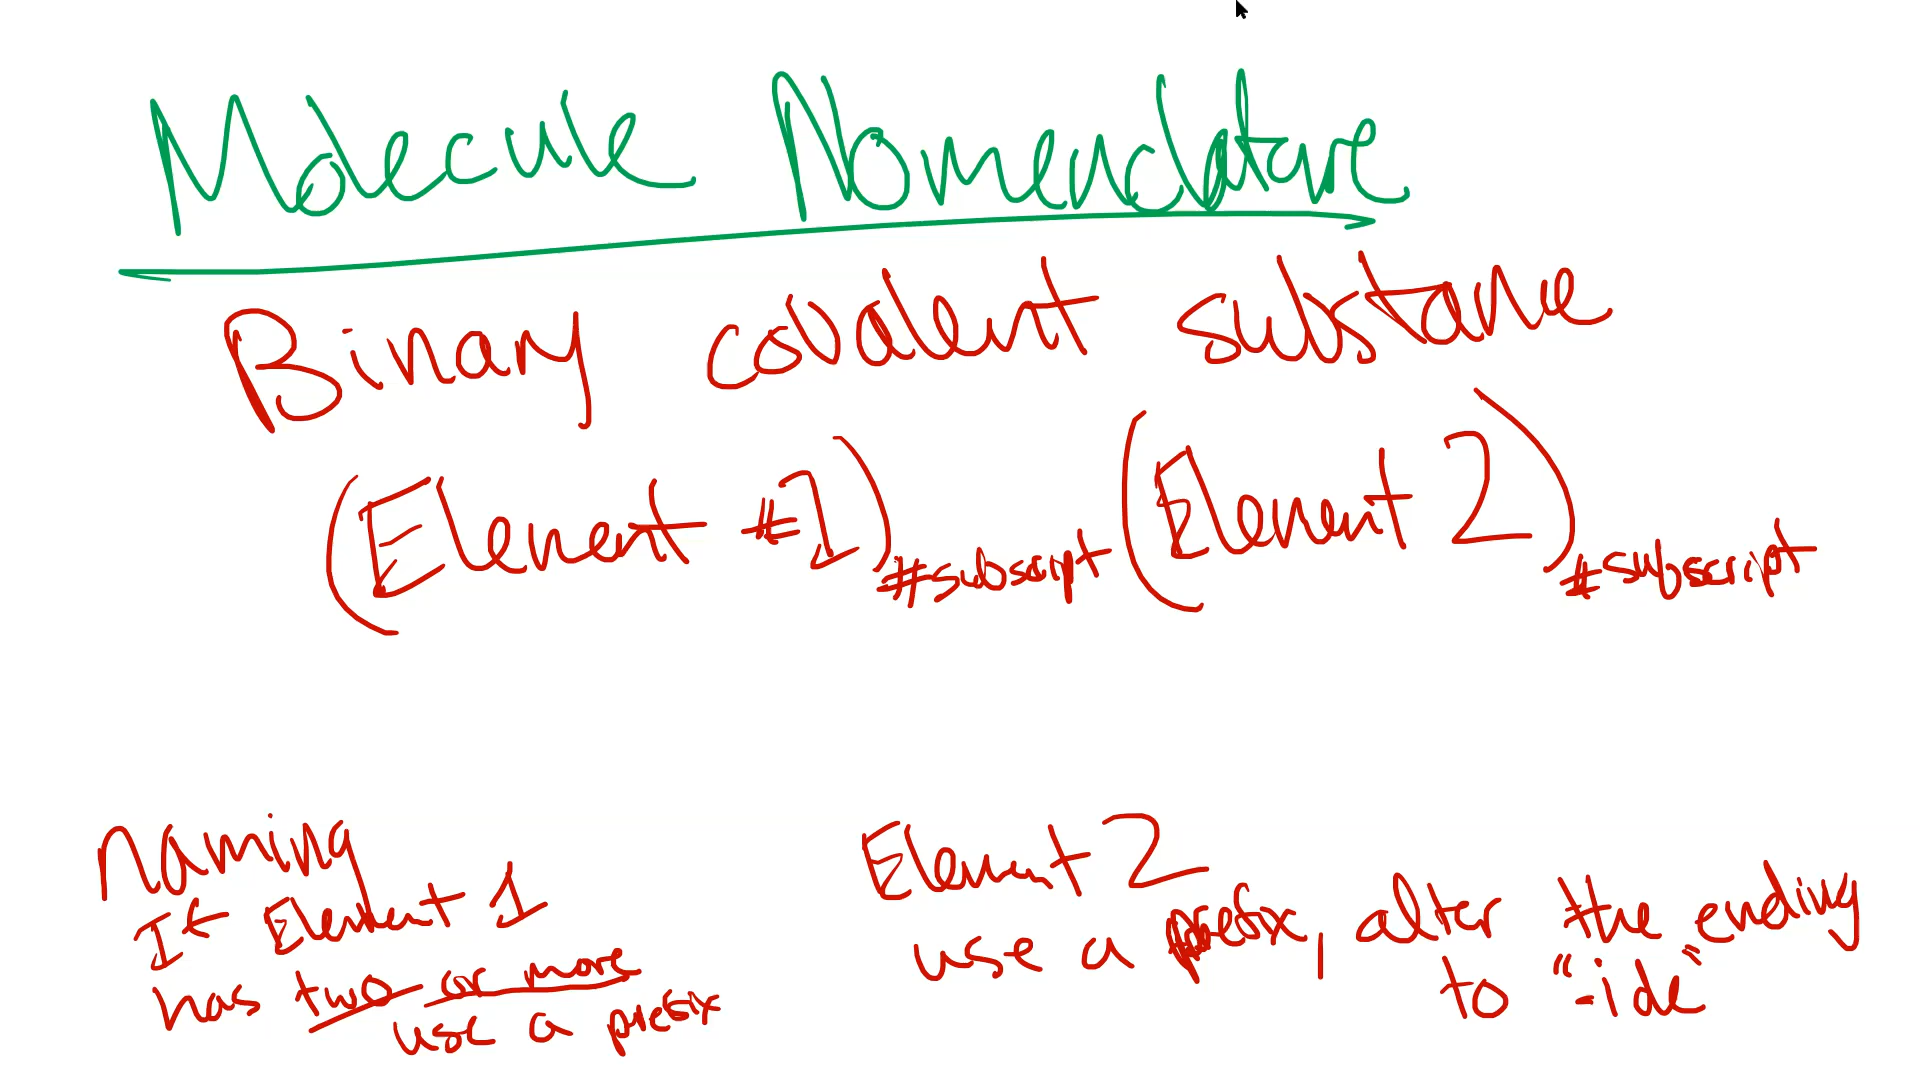 Molecule Nomenclature
Binary covalent substance
(Element #1)#subscript (Element 2)#subscript
Naming
If Element 1
has two or more
use a prefix
Element 2
use a prefix, alter the ending
to "-ide"